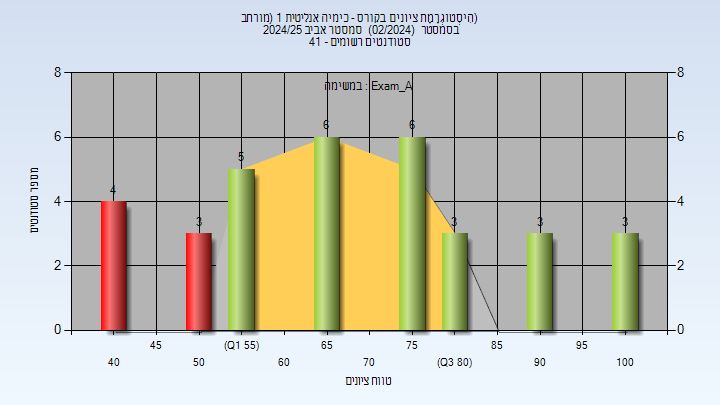 (היסטוגרמת ציונים בקורס - כימיה אנליטית 1 (מורחב
בסמסטר (02/2024) סמסטר אביב 2024/25
סטודנטים רשומים - 41
במשימה : Exam_A
8 8
6 6
4 4
2 2
0 0
4 3 5 6 6 3 3 3
מספר סטודנטים
45 (Q1 55) 65 75 85 95
40 50 60 70 (Q3 80) 90 100
טווח ציונים